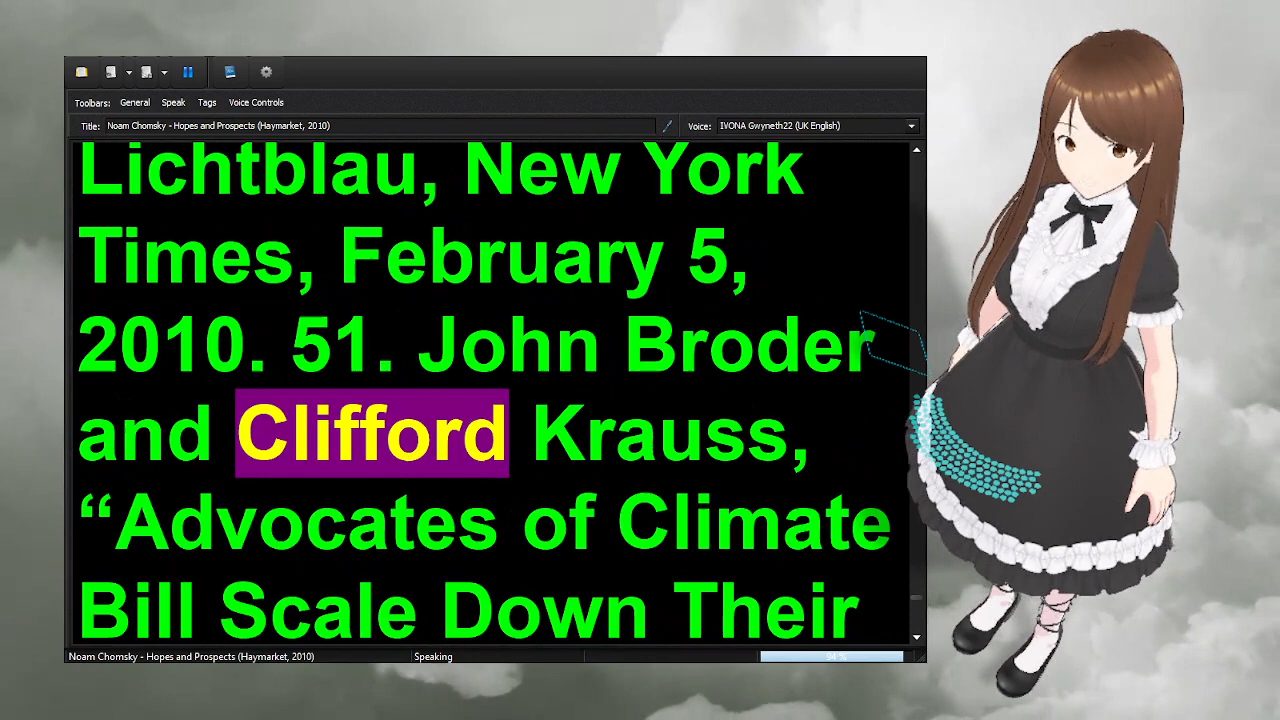 Toolbars: General Speak Tags Voice Controls
Title: Noam Chomsky - Hopes and Prospects (Haymarket, 2010) Voice: IVONA Gwyneth22 (UK English)
Lichtblau, New York
Times, February 5,
2010. 51. John Broder
and Clifford Krauss,
“Advocates of Climate
Bill Scale Down Their
Noam Chomsky - Hopes and Prospects (Haymarket, 2010) Speaking 94 %